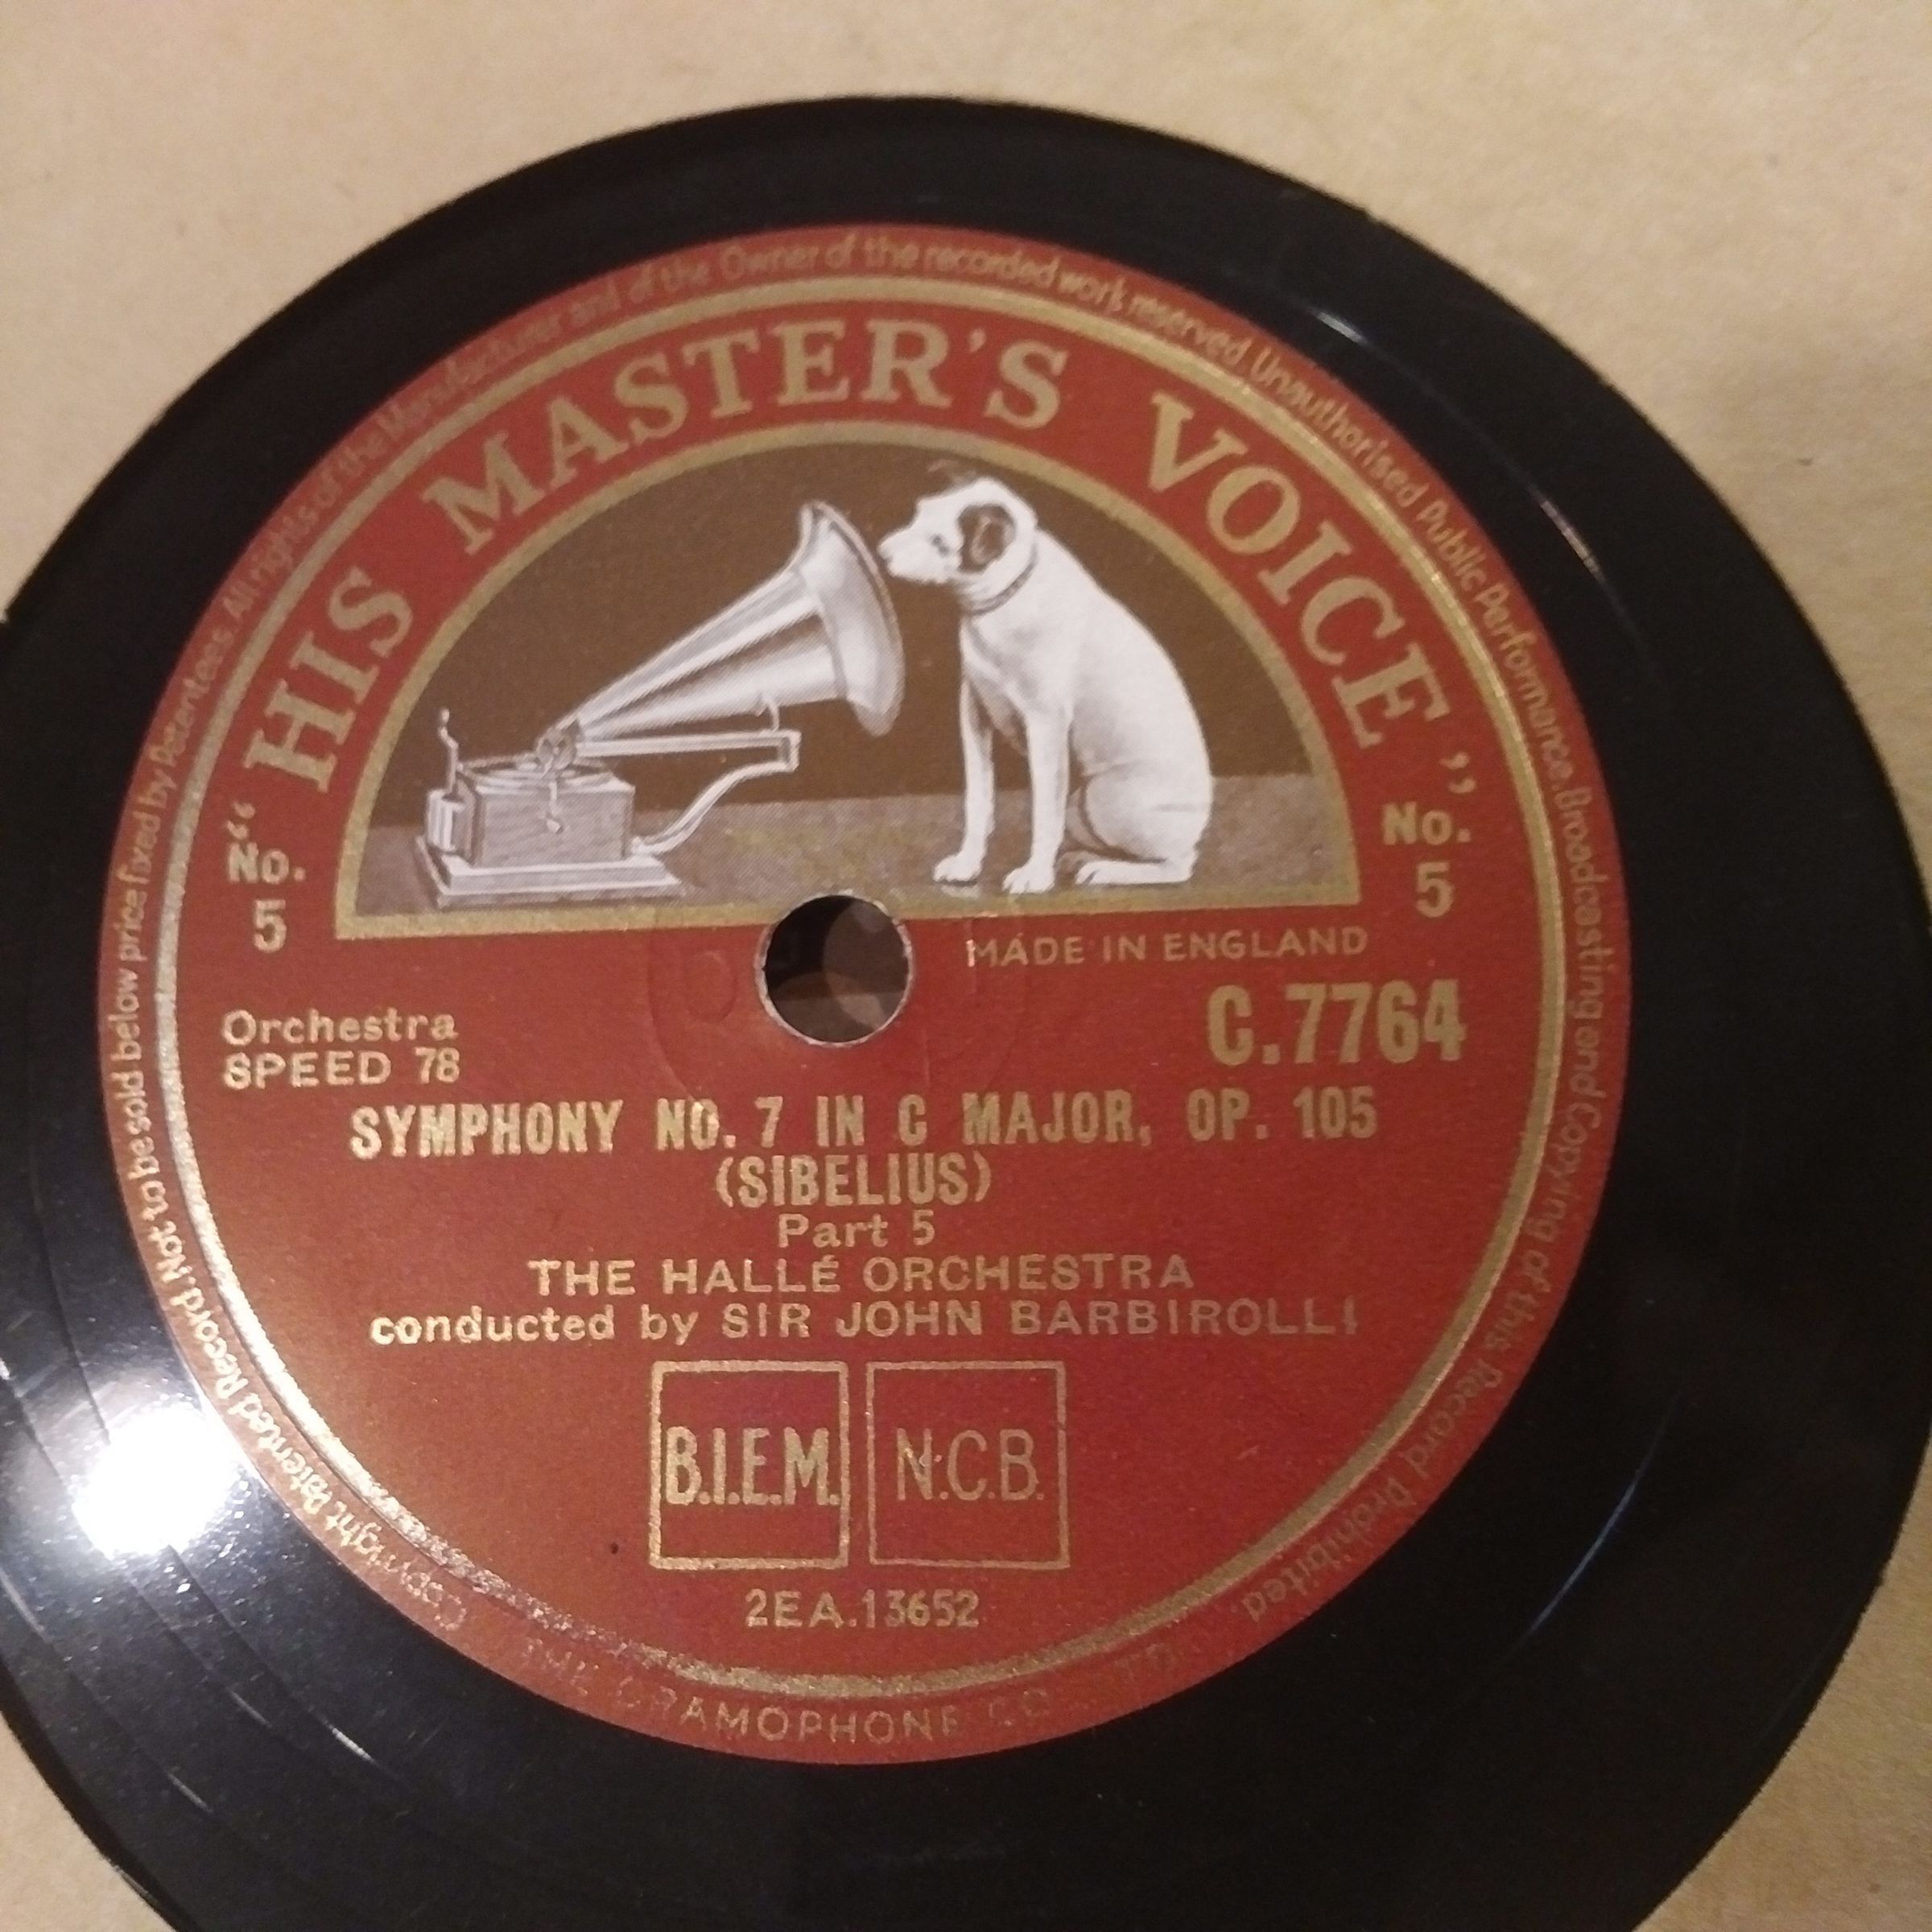 Copyright Patented Record. Not to be sold below price fixed by Patentees. All rights of the Manufacturer and of the Owner of the recorded work reserved. Unauthorised Public Performance, Broadcasting and Copying of this Record Prohibited.
“HIS MASTER'S VOICE”
No.
5
No.
5
MADE IN ENGLAND
Orchestra
SPEED 78
C.7764
SYMPHONY NO. 7 IN C MAJOR, OP. 105
(SIBELIUS)
Part 5
THE HALLÉ ORCHESTRA
conducted by SIR JOHN BARBIROLLI
B.I.E.M.
N.C.B.
2EA.13652
THE GRAMOPHONE CO. LTD.